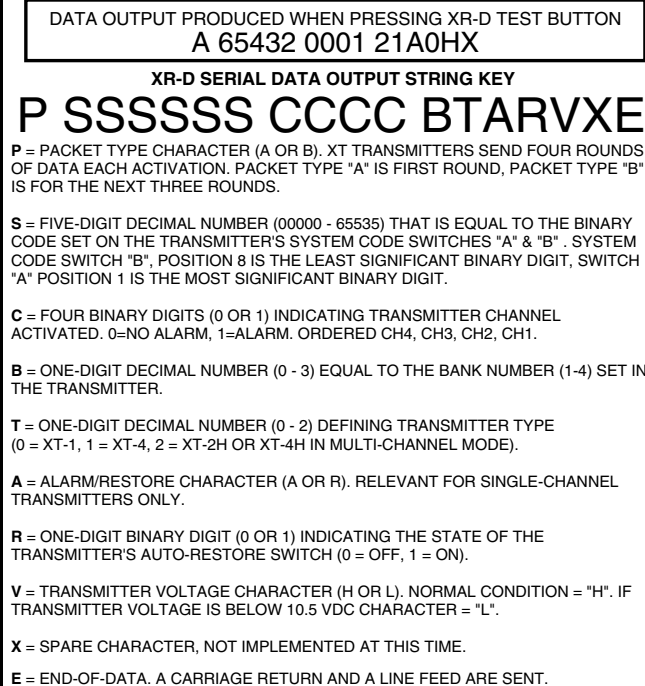 DATA OUTPUT PRODUCED WHEN PRESSING XR-D TEST BUTTON
A 65432 0001 21A0HX
XR-D SERIAL DATA OUTPUT STRING KEY
P SSSSSS CCCC BTARVXE
P = PACKET TYPE CHARACTER (A OR B). XT TRANSMITTERS SEND FOUR ROUNDS
OF DATA EACH ACTIVATION. PACKET TYPE "A" IS FIRST ROUND, PACKET TYPE "B"
IS FOR THE NEXT THREE ROUNDS.
S = FIVE-DIGIT DECIMAL NUMBER (00000 - 65535) THAT IS EQUAL TO THE BINARY
CODE SET ON THE TRANSMITTER'S SYSTEM CODE SWITCHES "A" & "B" . SYSTEM
CODE SWITCH "B", POSITION 8 IS THE LEAST SIGNIFICANT BINARY DIGIT, SWITCH
"A" POSITION 1 IS THE MOST SIGNIFICANT BINARY DIGIT.
C = FOUR BINARY DIGITS (0 OR 1) INDICATING TRANSMITTER CHANNEL
ACTIVATED. 0=NO ALARM, 1=ALARM. ORDERED CH4, CH3, CH2, CH1.
B = ONE-DIGIT DECIMAL NUMBER (0 - 3) EQUAL TO THE BANK NUMBER (1-4) SET IN
THE TRANSMITTER.
T = ONE-DIGIT DECIMAL NUMBER (0 - 2) DEFINING TRANSMITTER TYPE
(0 = XT-1, 1 = XT-4, 2 = XT-2H OR XT-4H IN MULTI-CHANNEL MODE).
A = ALARM/RESTORE CHARACTER (A OR R). RELEVANT FOR SINGLE-CHANNEL
TRANSMITTERS ONLY.
R = ONE-DIGIT BINARY DIGIT (0 OR 1) INDICATING THE STATE OF THE
TRANSMITTER'S AUTO-RESTORE SWITCH (0 = OFF, 1 = ON).
V = TRANSMITTER VOLTAGE CHARACTER (H OR L). NORMAL CONDITION = "H". IF
TRANSMITTER VOLTAGE IS BELOW 10.5 VDC CHARACTER = "L".
X = SPARE CHARACTER, NOT IMPLEMENTED AT THIS TIME.
E = END-OF-DATA. A CARRIAGE RETURN AND A LINE FEED ARE SENT.